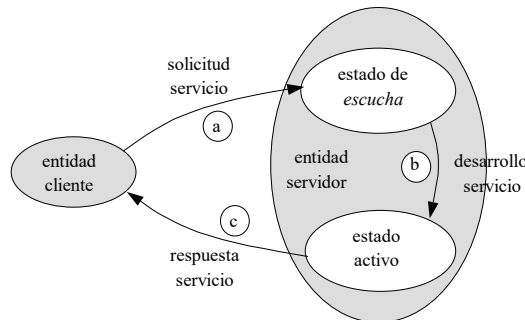 solicitud
servicio
a
estado de
escucha
entidad
cliente
entidad
servidor
b
desarrollo
servicio
c
respuesta
servicio
estado
activo